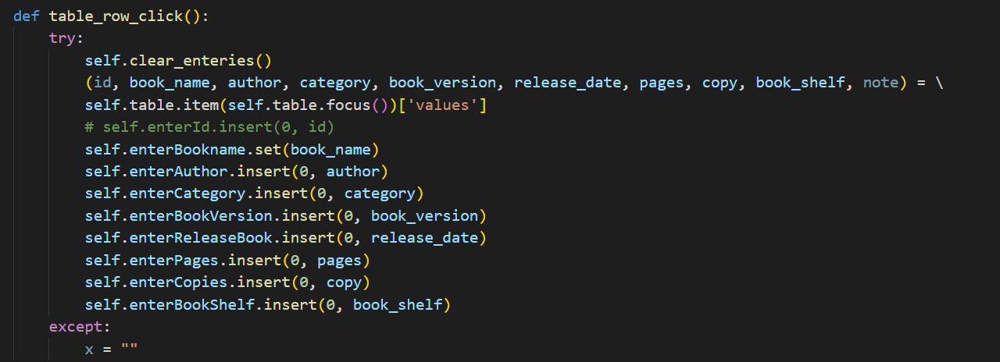 def table_row_click():
    try:
        self.clear_enteries()
        (id, book_name, author, category, book_version, release_date, pages, copy, book_shelf, note) = \
        self.table.item(self.table.focus())['values']
        # self.enterId.insert(0, id)
        self.enterBookname.set(book_name)
        self.enterAuthor.insert(0, author)
        self.enterCategory.insert(0, category)
        self.enterBookVersion.insert(0, book_version)
        self.enterReleaseBook.insert(0, release_date)
        self.enterPages.insert(0, pages)
        self.enterCopies.insert(0, copy)
        self.enterBookShelf.insert(0, book_shelf)
    except:
        x = ""